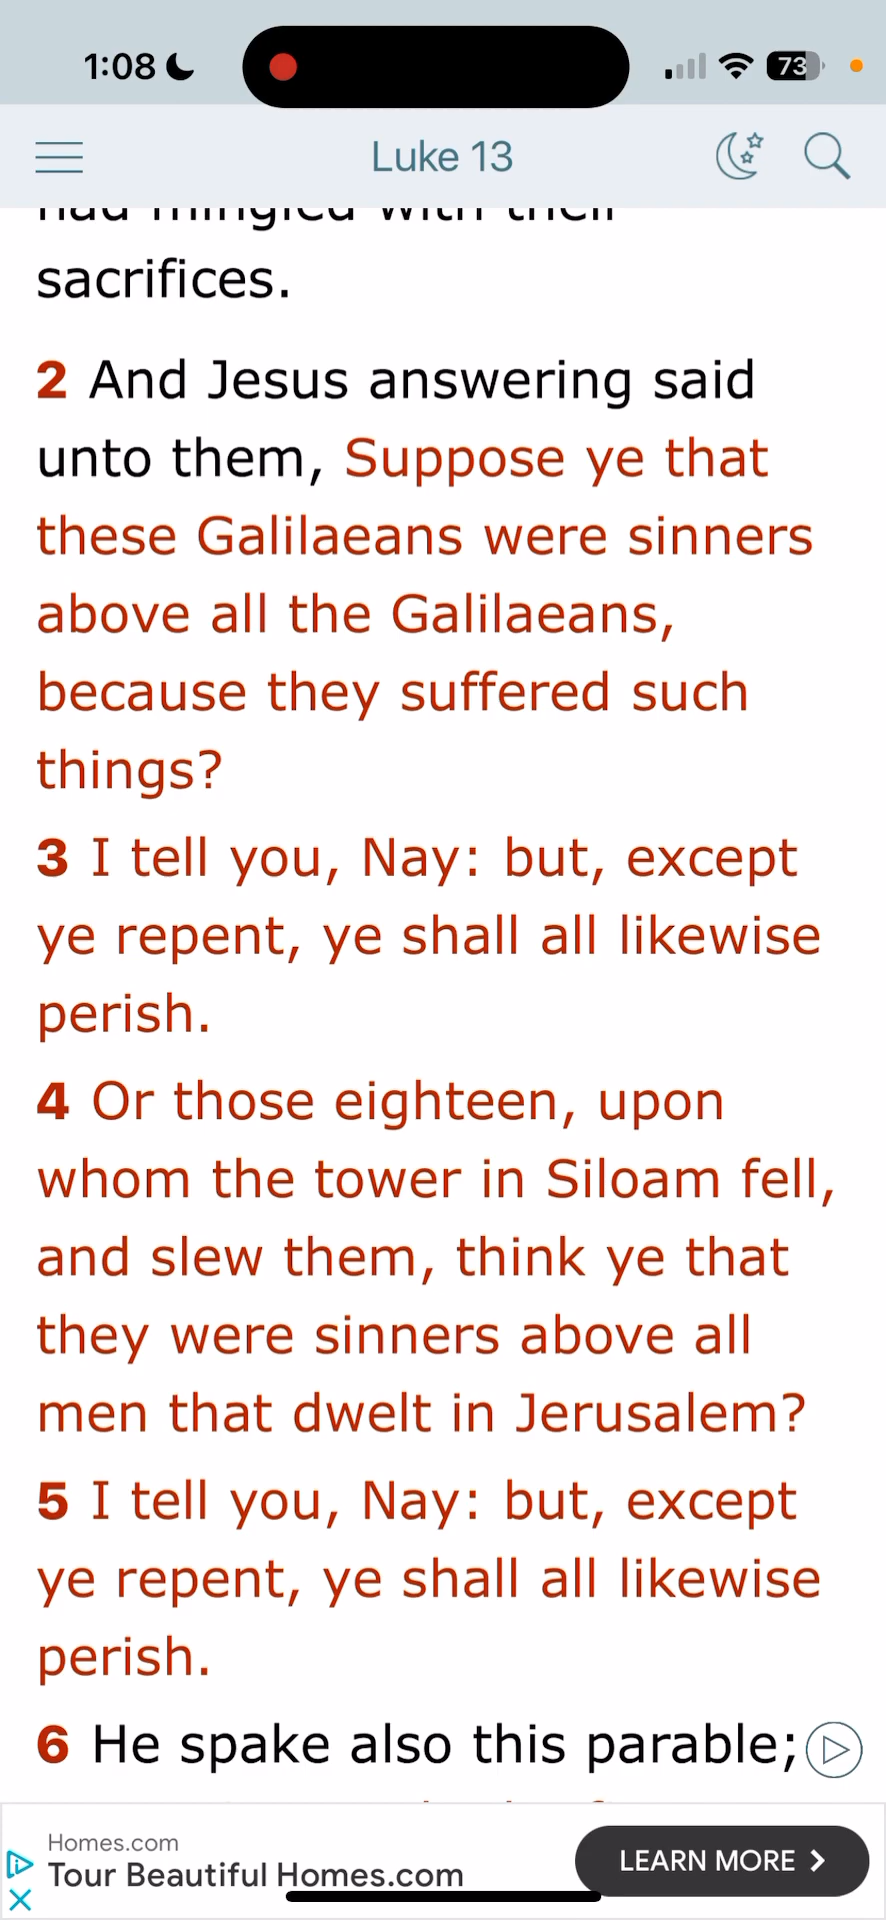 1:08
73
Luke 13
had mingled with their
sacrifices.
2 And Jesus answering said
unto them, Suppose ye that
these Galilaeans were sinners
above all the Galilaeans,
because they suffered such
things?
3 I tell you, Nay: but, except
ye repent, ye shall all likewise
perish.
4 Or those eighteen, upon
whom the tower in Siloam fell,
and slew them, think ye that
they were sinners above all
men that dwelt in Jerusalem?
5 I tell you, Nay: but, except
ye repent, ye shall all likewise
perish.
6 He spake also this parable;
Homes.com
Tour Beautiful Homes.com
LEARN MORE